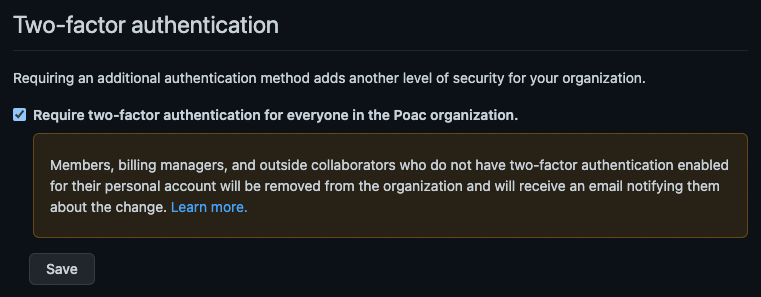 Two-factor authentication
Requiring an additional authentication method adds another level of security for your organization.
Require two-factor authentication for everyone in the Poac organization.
Members, billing managers, and outside collaborators who do not have two-factor authentication enabled
for their personal account will be removed from the organization and will receive an email notifying them
about the change. Learn more.
Save